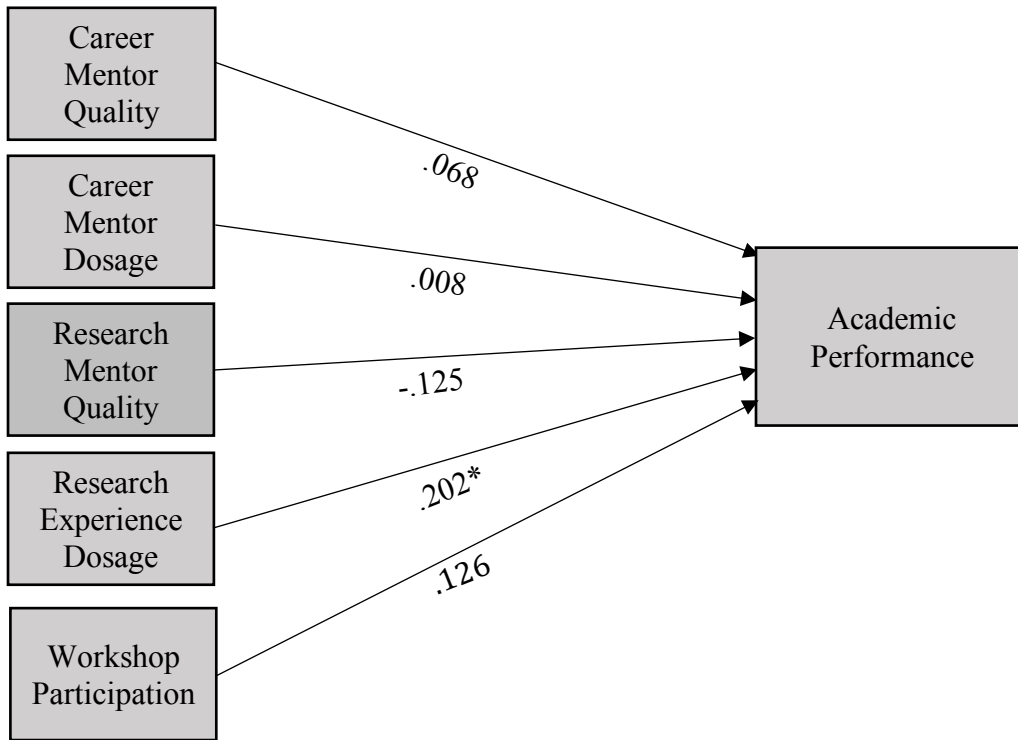 Career
Mentor
Quality
.068
Career
Mentor
Dosage
.008
Research
Mentor
Quality
-.125
Academic
Performance
Research
Experience
Dosage
.202*
.126
Workshop
Participation